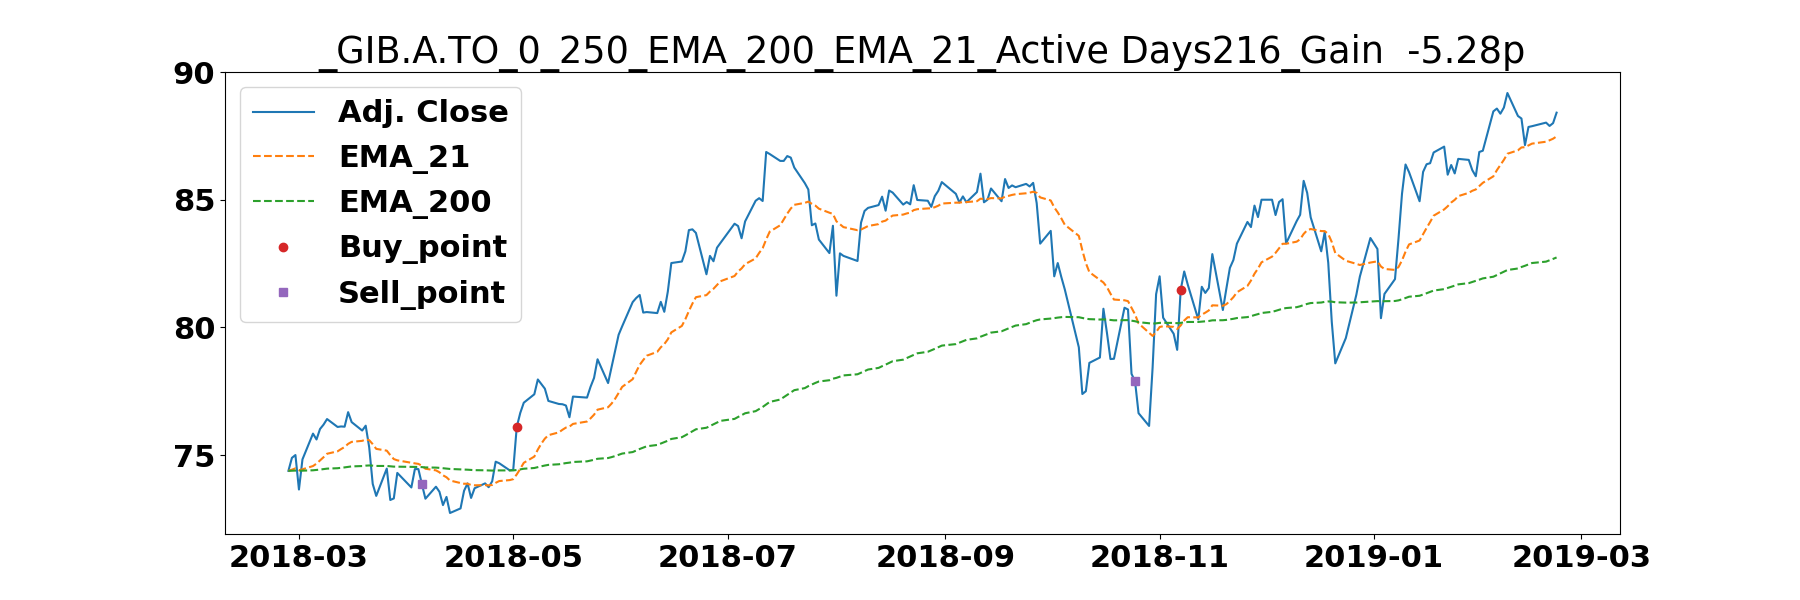 _GIB.A.TO_0_250_EMA_200_EMA_21_Active Days216_Gain  -5.28p
90
85
80
75
Adj. Close
EMA_21
EMA_200
Buy_point
Sell_point
2018-03 2018-05 2018-07 2018-09 2018-11 2019-01 2019-03